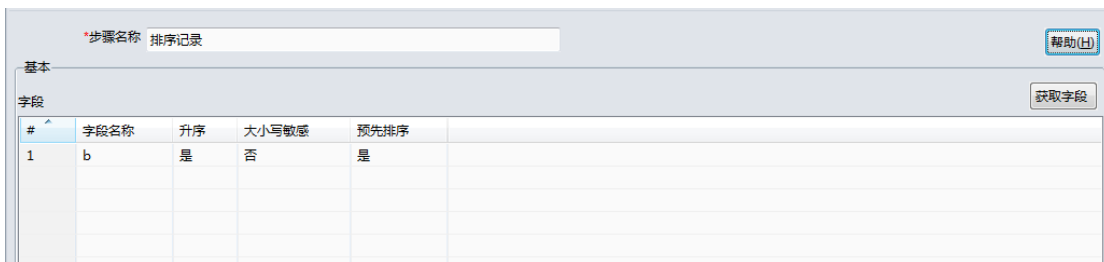 *步骤名称 排序记录 帮助(H)
基本
获取字段
字段
# 字段名称 升序 大小写敏感 预先排序
1 b 是 否 是